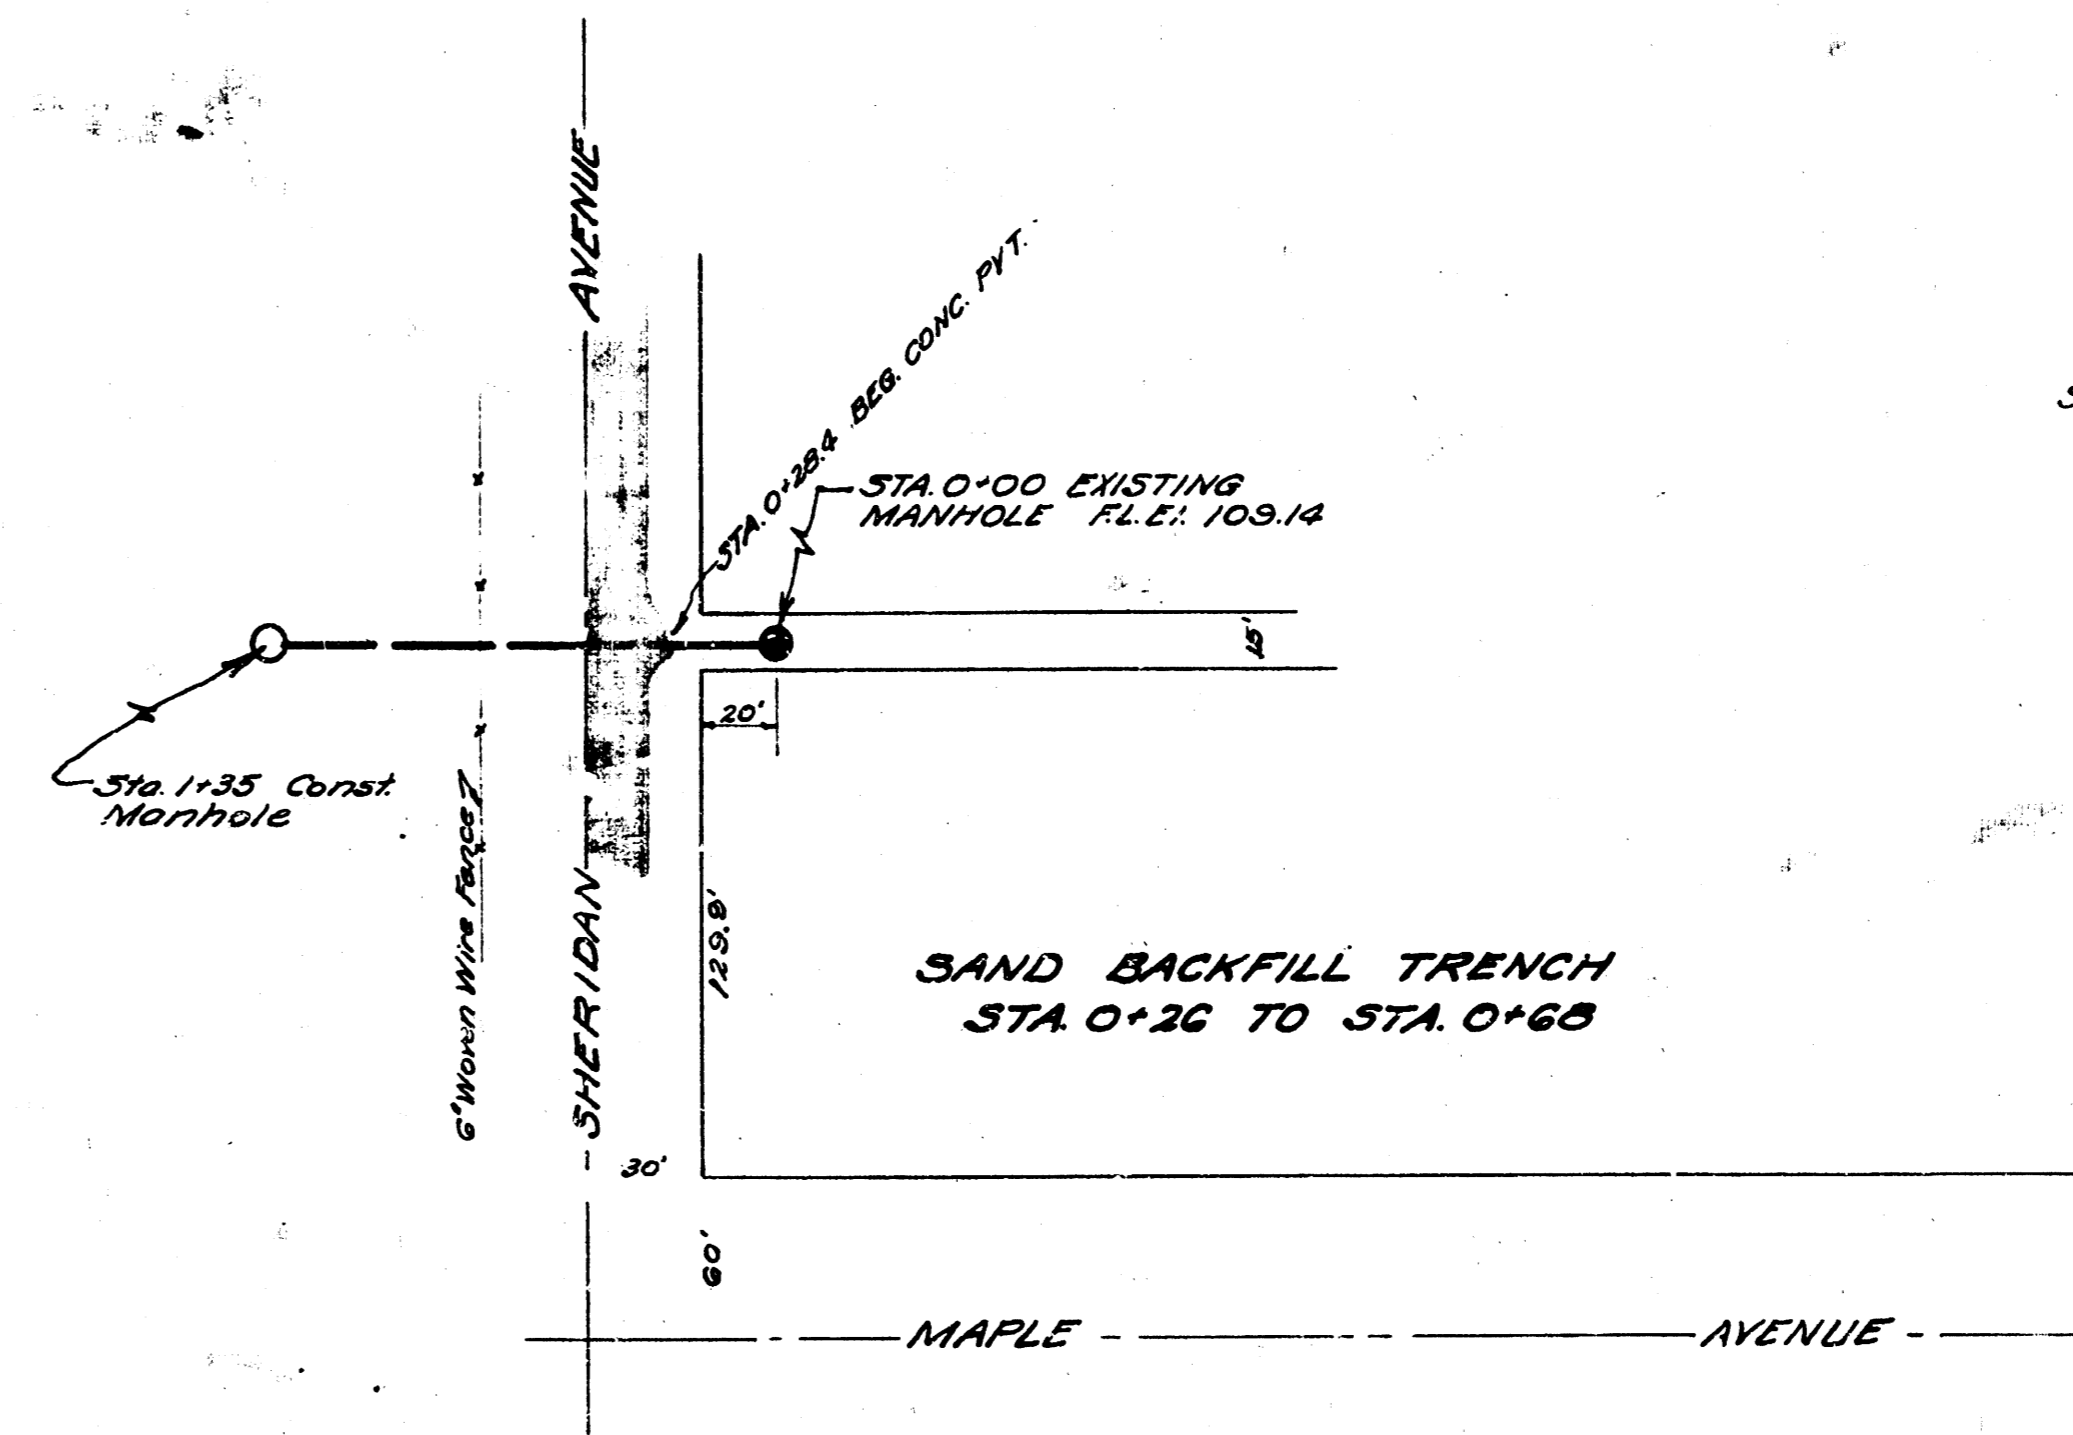 SHERIDAN AVENUE
STA. 0+28.4 BEG. CONC. PVT.
STA. 0+00 EXISTING
MANHOLE F.L. El. 109.14
15'
20'
Sta. 1+35 Const.
Manhole
6' Woven Wire Fence
129.8'
SAND BACKFILL TRENCH
STA. 0+26 TO STA. 0+68
30'
60'
MAPLE AVENUE